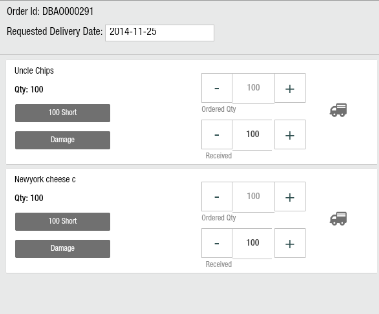 Order Id: DBAO000291
Requested Delivery Date: 2014-11-25
Uncle Chips
Qty: 100
100 Short
Damage
- 100 +
Ordered Qty
- 100 +
Received
Newyork cheese c
Qty: 100
100 Short
Damage
- 100 +
Ordered Qty
- 100 +
Received